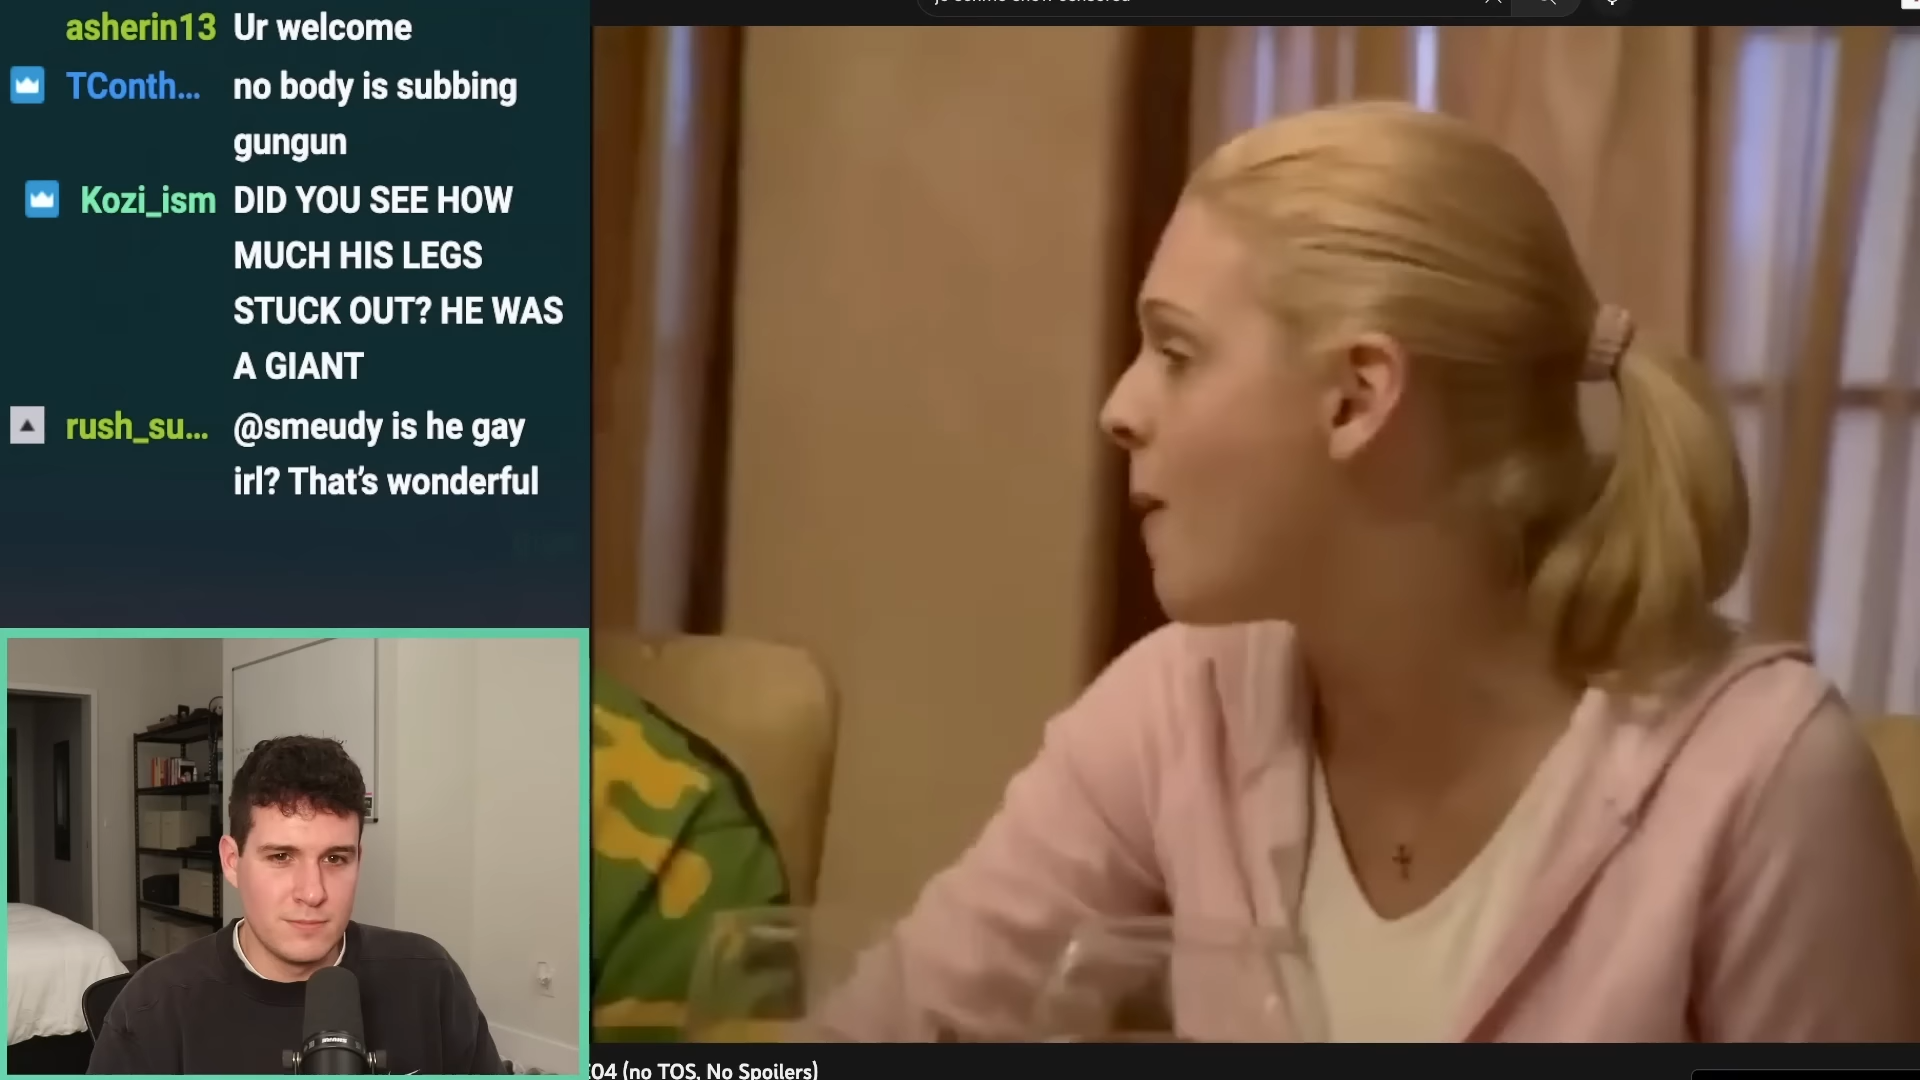 asherin13 Ur welcome
TConth... no body is subbing
gungun
Kozi_ism DID YOU SEE HOW
MUCH HIS LEGS
STUCK OUT? HE WAS
A GIANT
rush_su... @smeudy is he gay
irl? That's wonderful
04 (no TOS, No Spoilers)